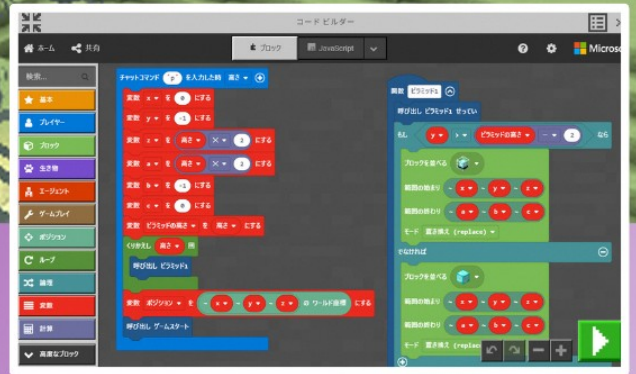 コード ビルダー
ホーム 共有 ブロック JavaScript Microso
検索...
基本
プレイヤー
ブロック
生き物
エージェント
ゲームプレイ
ポジション
ループ
論理
変数
計算
高度なブロック
チャットコマンド "p" を入力した時 高さ
変数 x を 0 にする
変数 y を -1 にする
変数 z を 高さ × 2 にする
変数 a を 高さ × 2 にする
変数 b を -1 にする
変数 c を 0 にする
変数 ピラミッドの高さ を 高さ にする
くりかえし 高さ 回
呼び出し ピラミッド1
変数 ポジション を ~ x ~ y ~ z の ワールド座標 にする
呼び出し ゲームスタート
関数 ピラミッド1
呼び出し ピラミッド1 せってい
もし y > ピラミッドの高さ - 2 なら
ブロックを並べる
範囲の始まり ~ x ~ y ~ z
範囲の終わり ~ a ~ b ~ c
モード 置き換え (replace)
でなければ
ブロックを並べる
範囲の始まり ~ x ~ y ~ z
範囲の終わり ~ a ~ b ~ c
モード 置き換え (replac